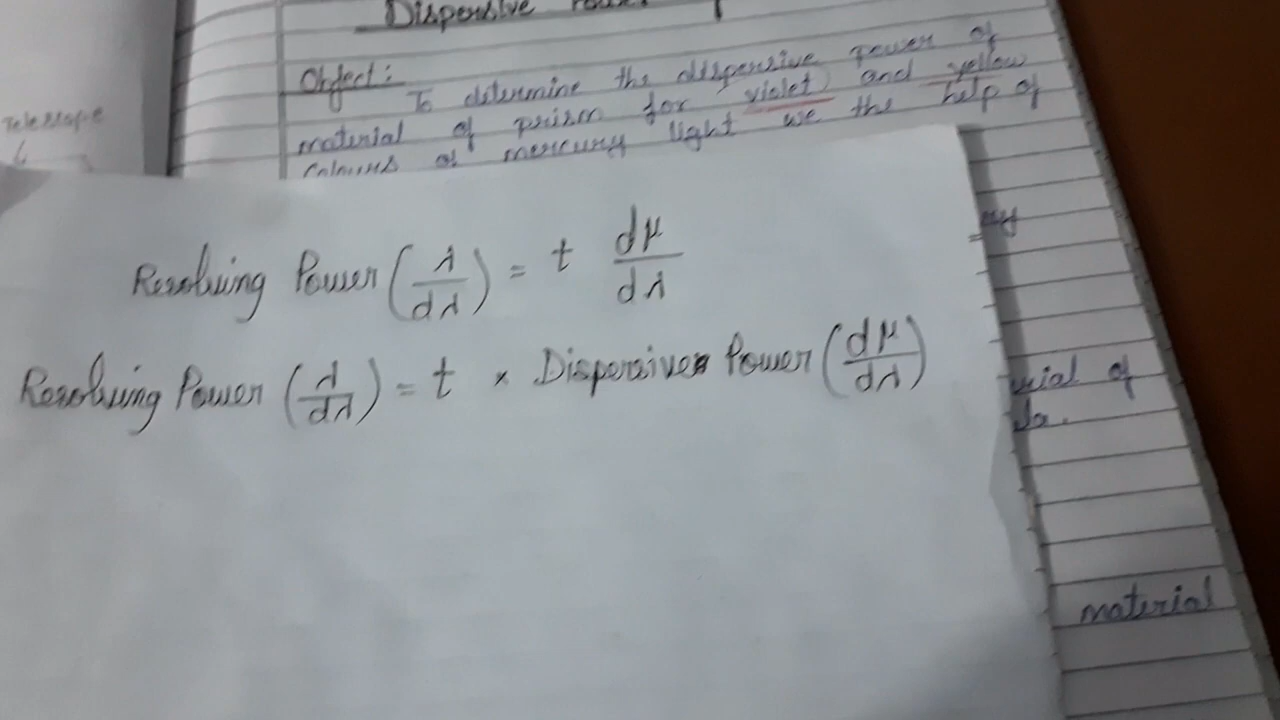 Dispersive Power
Telescope
Object:
To determine the dispersive power of
material of prism for violet and yellow
colours of mercury light we the help of
Resolving Power (λ/dλ) = t dμ/dλ
Resolving Power (λ/dλ) = t × Dispersive Power (dμ/dλ)
of
material